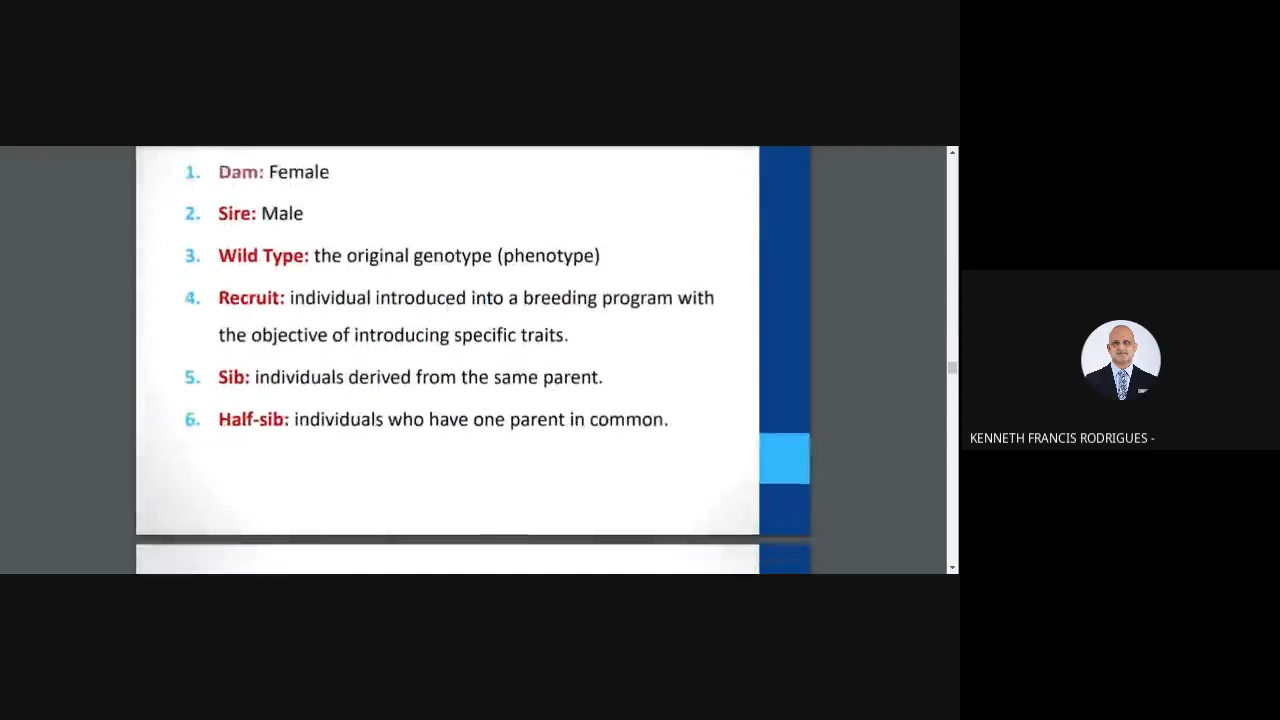 1. Dam: Female
2. Sire: Male
3. Wild Type: the original genotype (phenotype)
4. Recruit: individual introduced into a breeding program with
the objective of introducing specific traits.
5. Sib: individuals derived from the same parent.
6. Half-sib: individuals who have one parent in common.
KENNETH FRANCIS RODRIGUES -